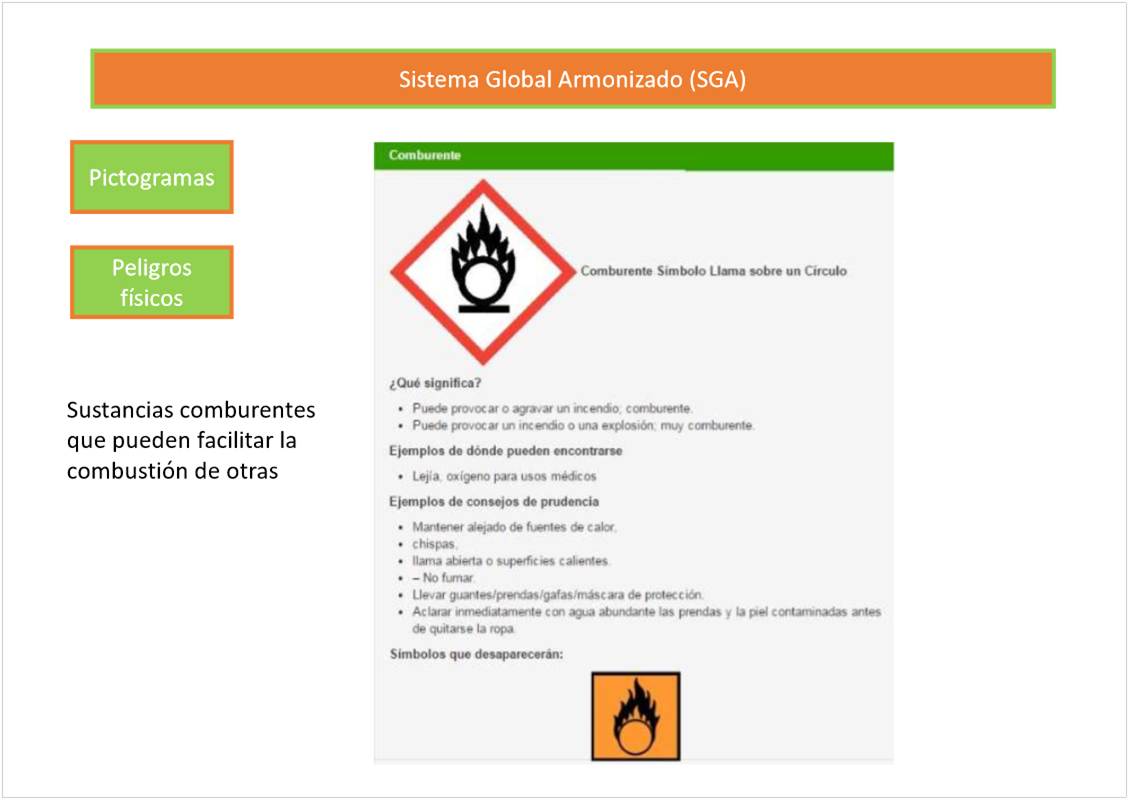 Sistema Global Armonizado (SGA)
Pictogramas
Peligros
físicos
Sustancias comburentes
que pueden facilitar la
combustión de otras
Comburente
Comburente Símbolo Llama sobre un Círculo
¿Qué significa?
• Puede provocar o agravar un incendio; comburente.
• Puede provocar un incendio o una explosión; muy comburente.
Ejemplos de dónde pueden encontrarse
• Lejía, oxígeno para usos médicos
Ejemplos de consejos de prudencia
• Mantener alejado de fuentes de calor,
• chispas,
• llama abierta o superficies calientes.
• – No fumar.
• Llevar guantes/prendas/gafas/máscara de protección.
• Aclarar inmediatamente con agua abundante las prendas y la piel contaminadas antes
de quitarse la ropa.
Símbolos que desaparecerán: